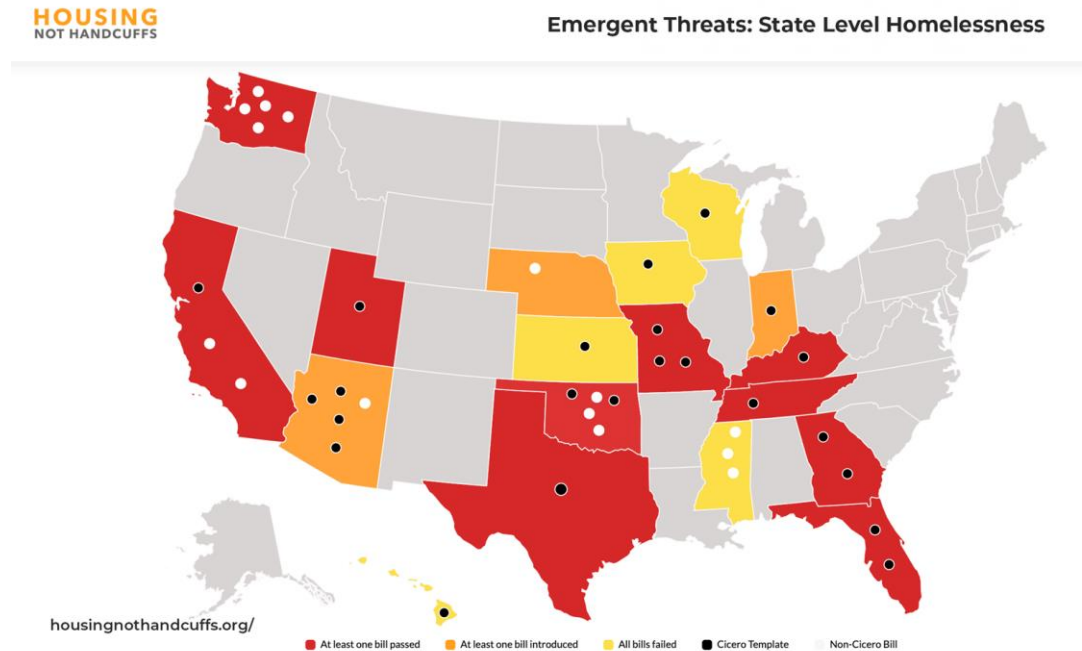 HOUSING
NOT HANDCUFFS
Emergent Threats: State Level Homelessness
housingnothandcuffs.org/
At least one bill passed
At least one bill introduced
All bills failed
Cicero Template
Non-Cicero Bill